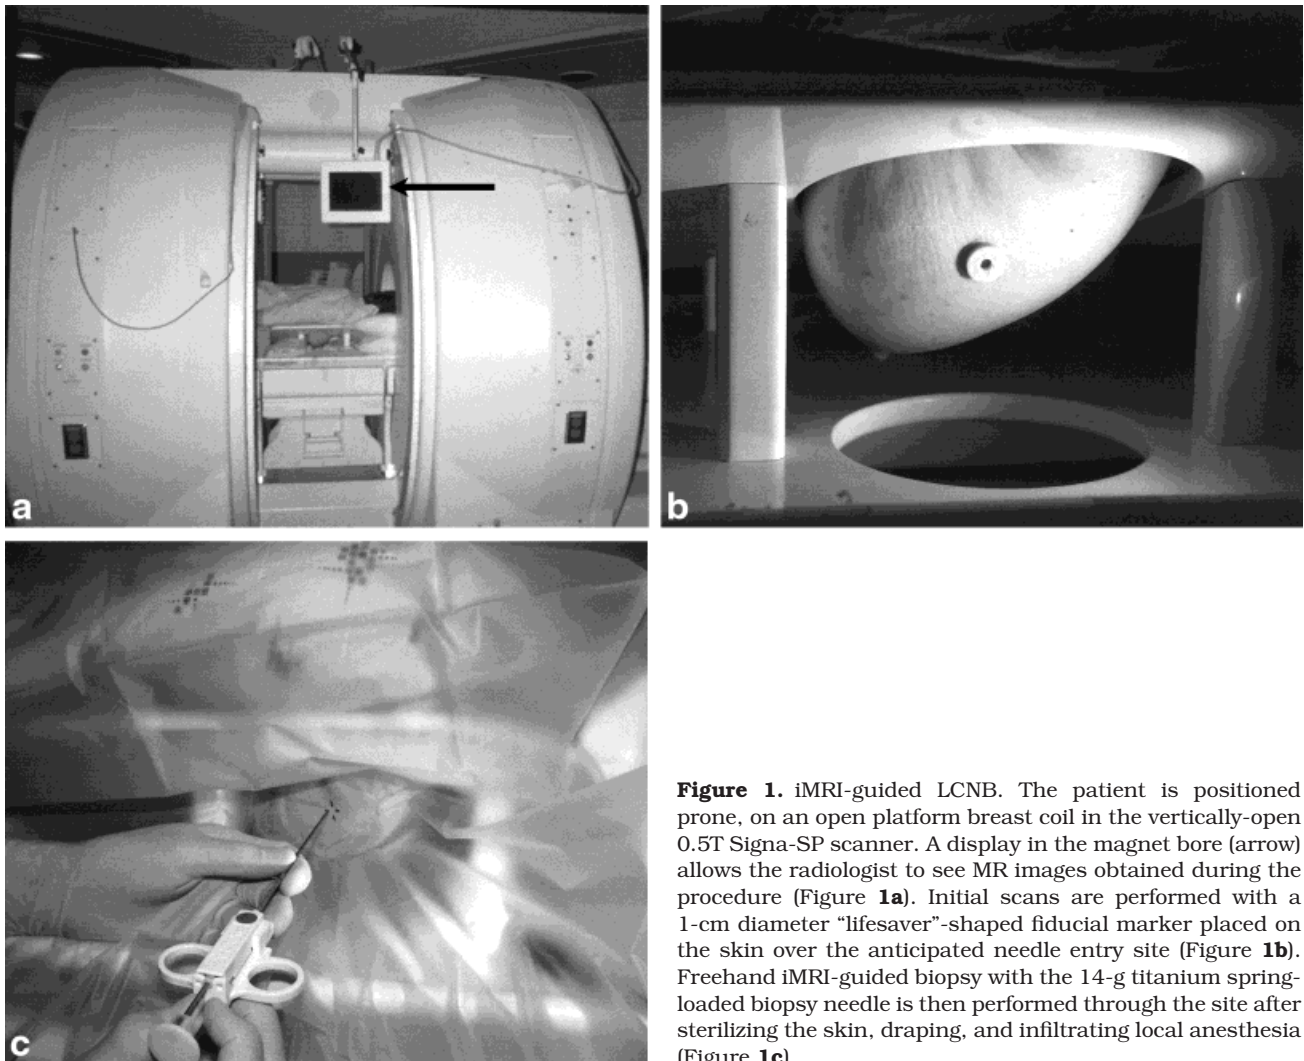 a
b
c
Figure 1. iMRI-guided LCNB. The patient is positioned
prone, on an open platform breast coil in the vertically-open
0.5T Signa-SP scanner. A display in the magnet bore (arrow)
allows the radiologist to see MR images obtained during the
procedure (Figure 1a). Initial scans are performed with a
1-cm diameter “lifesaver”-shaped fiducial marker placed on
the skin over the anticipated needle entry site (Figure 1b).
Freehand iMRI-guided biopsy with the 14-g titanium spring-
loaded biopsy needle is then performed through the site after
sterilizing the skin, draping, and infiltrating local anesthesia
(Figure 1c)